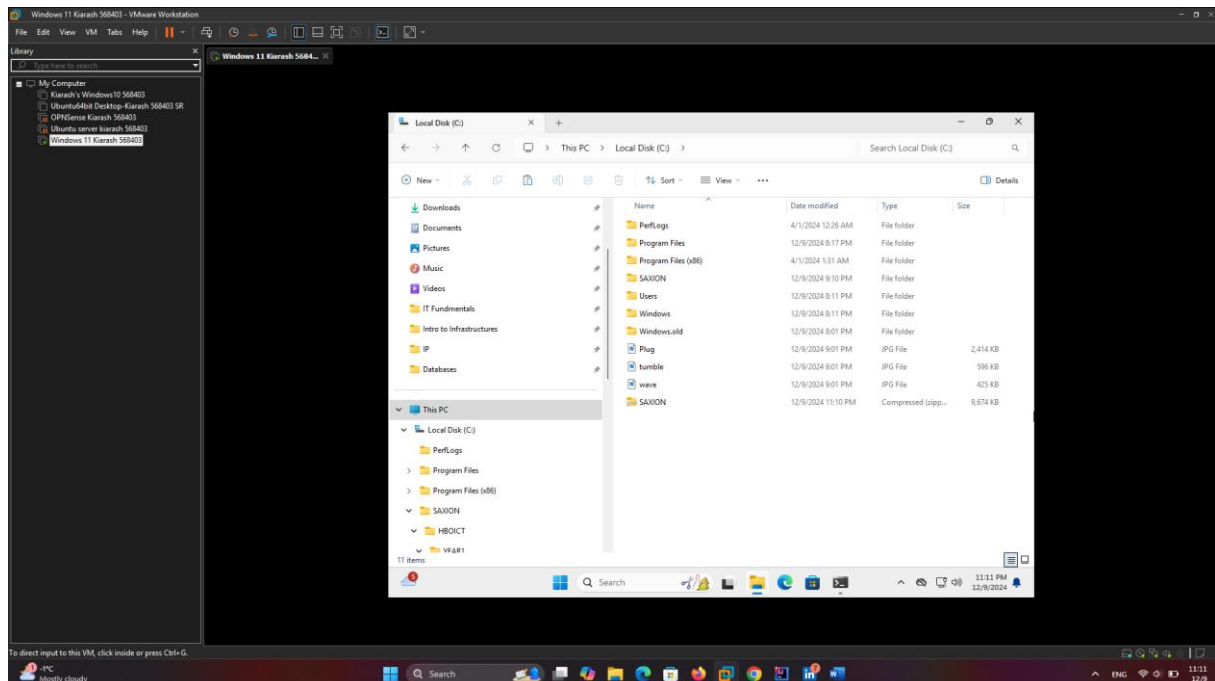 Windows 11 Kiarash 568403 - VMware Workstation
File Edit View VM Tabs Help
Library
Type here to search
My Computer
Kiarash's Windows10 568403
Ubuntu64bit Desktop-Kiarash 568403 SR
OPNSense Kiarash 568403
Ubuntu server kiarash 568403
Windows 11 Kiarash 568403
Windows 11 Kiarash 5684...
Local Disk (C:)
This PC > Local Disk (C:) >
Search Local Disk (C:)
New Sort View ... Details
Downloads
Documents
Pictures
Music
Videos
IT Fundmentals
Intro to Infrastructures
IP
Databases
This PC
Local Disk (C:)
PerfLogs
Program Files
Program Files (x86)
SAXION
HBOICT
YEAR1
11 items
Name Date modified Type Size
PerfLogs 4/1/2024 12:26 AM File folder
Program Files 12/9/2024 8:17 PM File folder
Program Files (x86) 4/1/2024 1:31 AM File folder
SAXION 12/9/2024 9:10 PM File folder
Users 12/9/2024 8:11 PM File folder
Windows 12/9/2024 8:11 PM File folder
Windows.old 12/9/2024 8:01 PM File folder
Plug 12/9/2024 9:01 PM JPG File 2,414 KB
tumble 12/9/2024 9:01 PM JPG File 596 KB
wave 12/9/2024 9:01 PM JPG File 425 KB
SAXION 12/9/2024 11:10 PM Compressed (zipp... 9,674 KB
Search
11:11 PM
12/9/2024
To direct input to this VM, click inside or press Ctrl+G.
-1°C
Mostly cloudy
Search
ENG
11:11
12/9